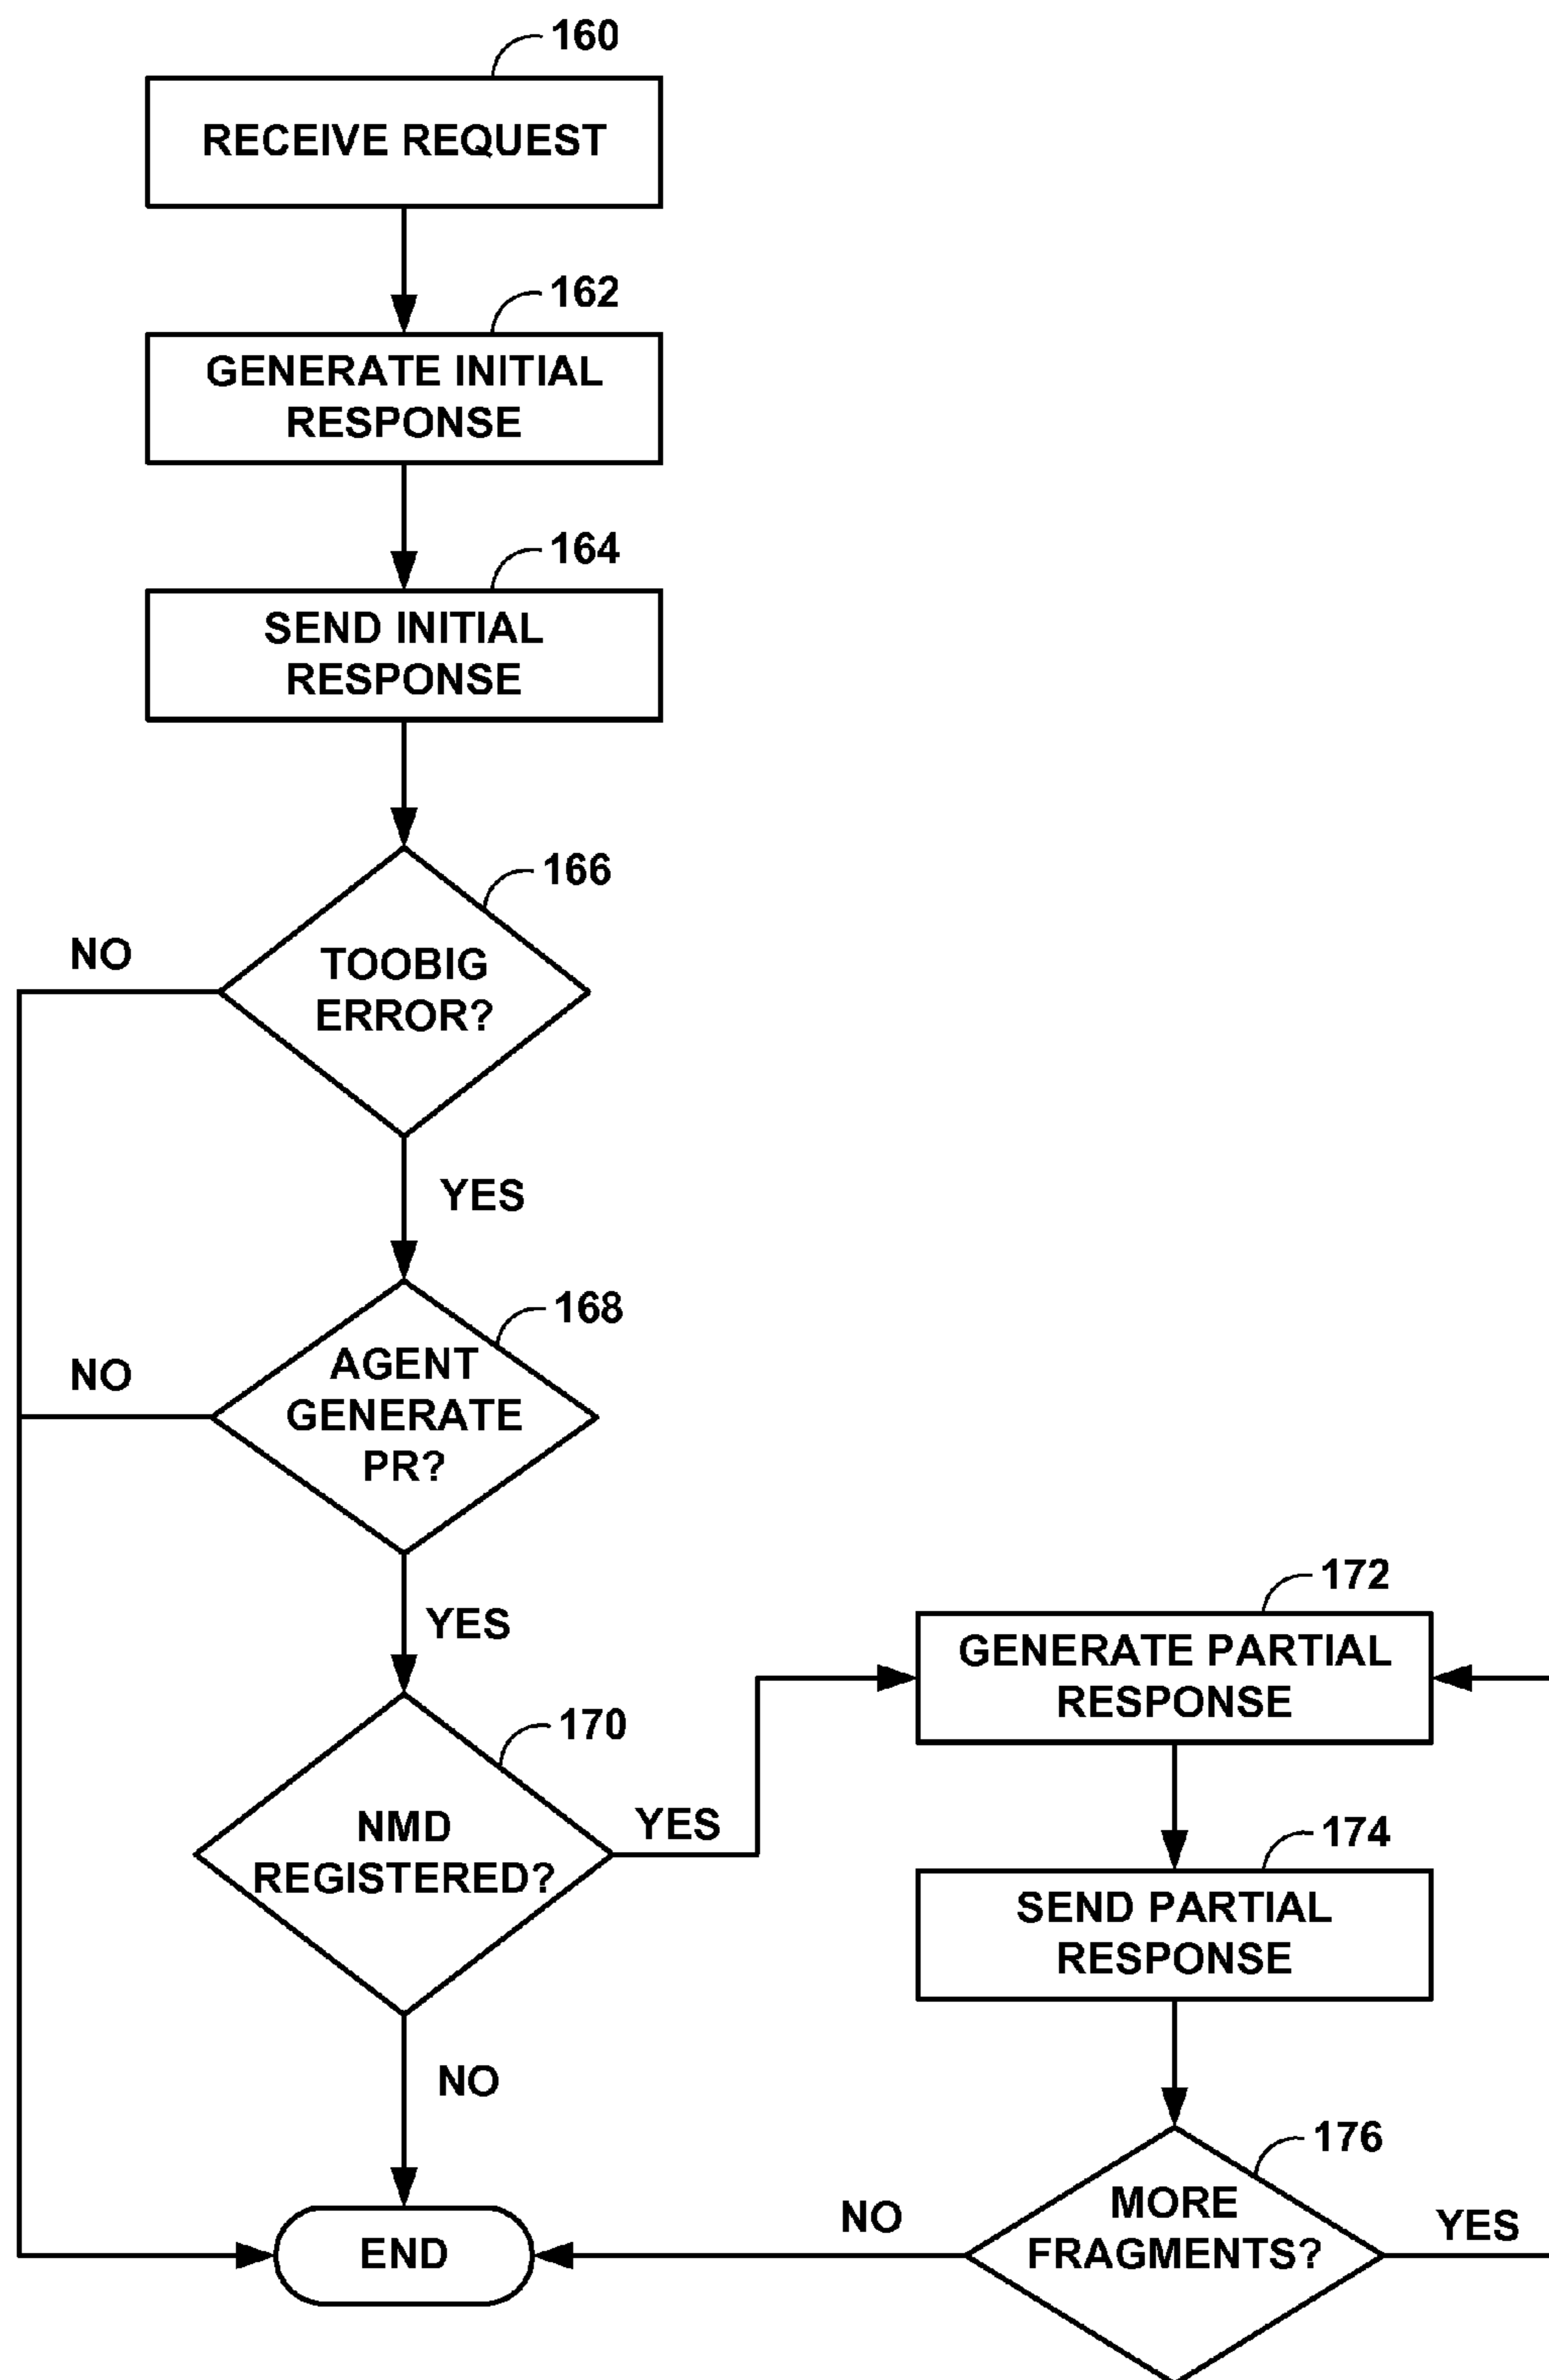 160
RECEIVE REQUEST
162
GENERATE INITIAL
RESPONSE
164
SEND INITIAL
RESPONSE
166
NO
TOOBIG
ERROR?
YES
168
NO
AGENT
GENERATE
PR?
YES
170
NMD
REGISTERED?
YES
NO
172
GENERATE PARTIAL
RESPONSE
174
SEND PARTIAL
RESPONSE
176
MORE
FRAGMENTS?
NO
YES
END